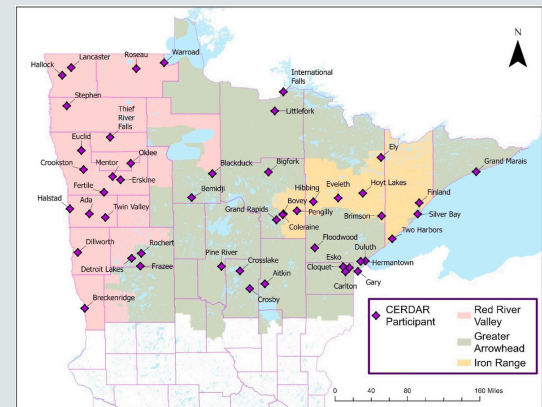 N
Hallock
Lancaster
Roseau
Warroad
International
Falls
Littlefork
Stephen
Thief
River
Falls
Euclid
Crookston
Mentor
Oklee
Erskine
Fertile
Halstad
Ada
Twin Valley
Blackduck
Bemidji
Bigfork
Ely
Grand Marais
Hibbing
Eveleth
Hoyt Lakes
Bovey
Pengilly
Grand Rapids
Coleraine
Brimson
Finland
Silver Bay
Two Harbors
Floodwood
Duluth
Esko
Hermantown
Cloquet
Carlton
Gary
Dillworth
Rochert
Detroit Lakes
Frazee
Pine River
Crosslake
Aitkin
Crosby
Breckenridge
CERDAR
Participant
Red River
Valley
Greater
Arrowhead
Iron Range
0 40 80 160 Miles